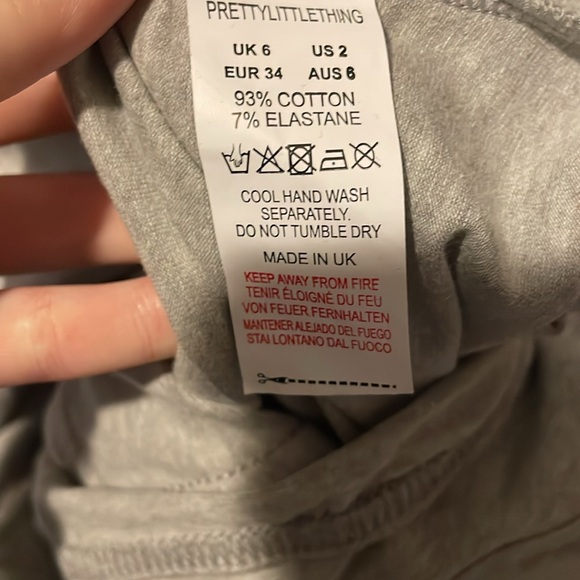 PRETTYLITTLETHING
UK 6 US 2
EUR 34 AUS 6
93% COTTON
7% ELASTANE
COOL HAND WASH
SEPARATELY.
DO NOT TUMBLE DRY
MADE IN UK
KEEP AWAY FROM FIRE
TENIR ÉLOIGNÉ DU FEU
VON FEUER FERNHALTEN
MANTENER ALEJADO DEL FUEGO
STAI LONTANO DAL FUOCO